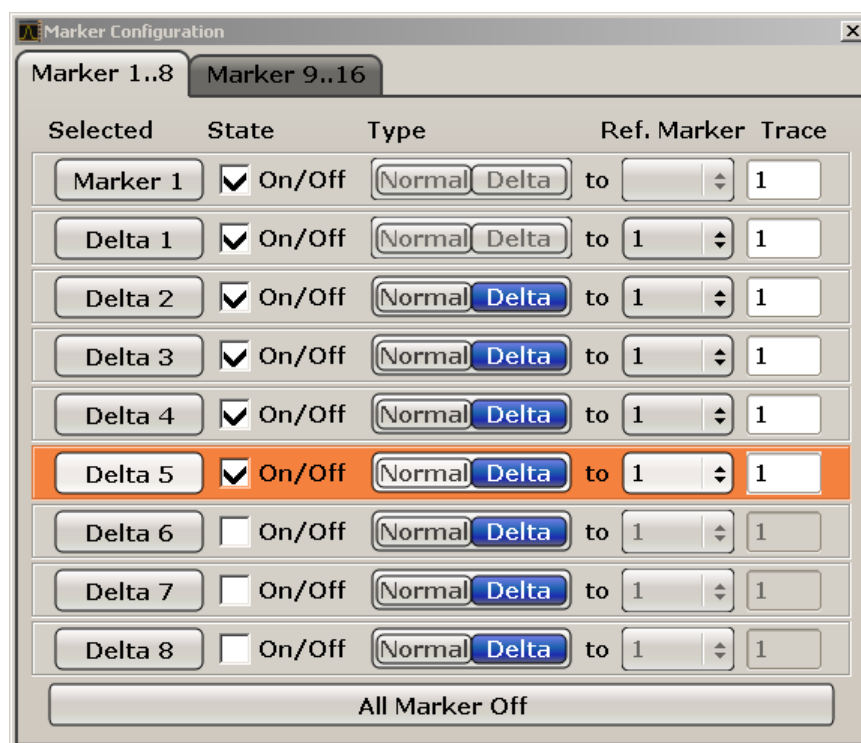 Marker Configuration
Marker 1..8 Marker 9..16
Selected State Type Ref. Marker Trace
Marker 1 On/Off Normal Delta to 1
Delta 1 On/Off Normal Delta to 1 1
Delta 2 On/Off Normal Delta to 1 1
Delta 3 On/Off Normal Delta to 1 1
Delta 4 On/Off Normal Delta to 1 1
Delta 5 On/Off Normal Delta to 1 1
Delta 6 On/Off Normal Delta to 1 1
Delta 7 On/Off Normal Delta to 1 1
Delta 8 On/Off Normal Delta to 1 1
All Marker Off